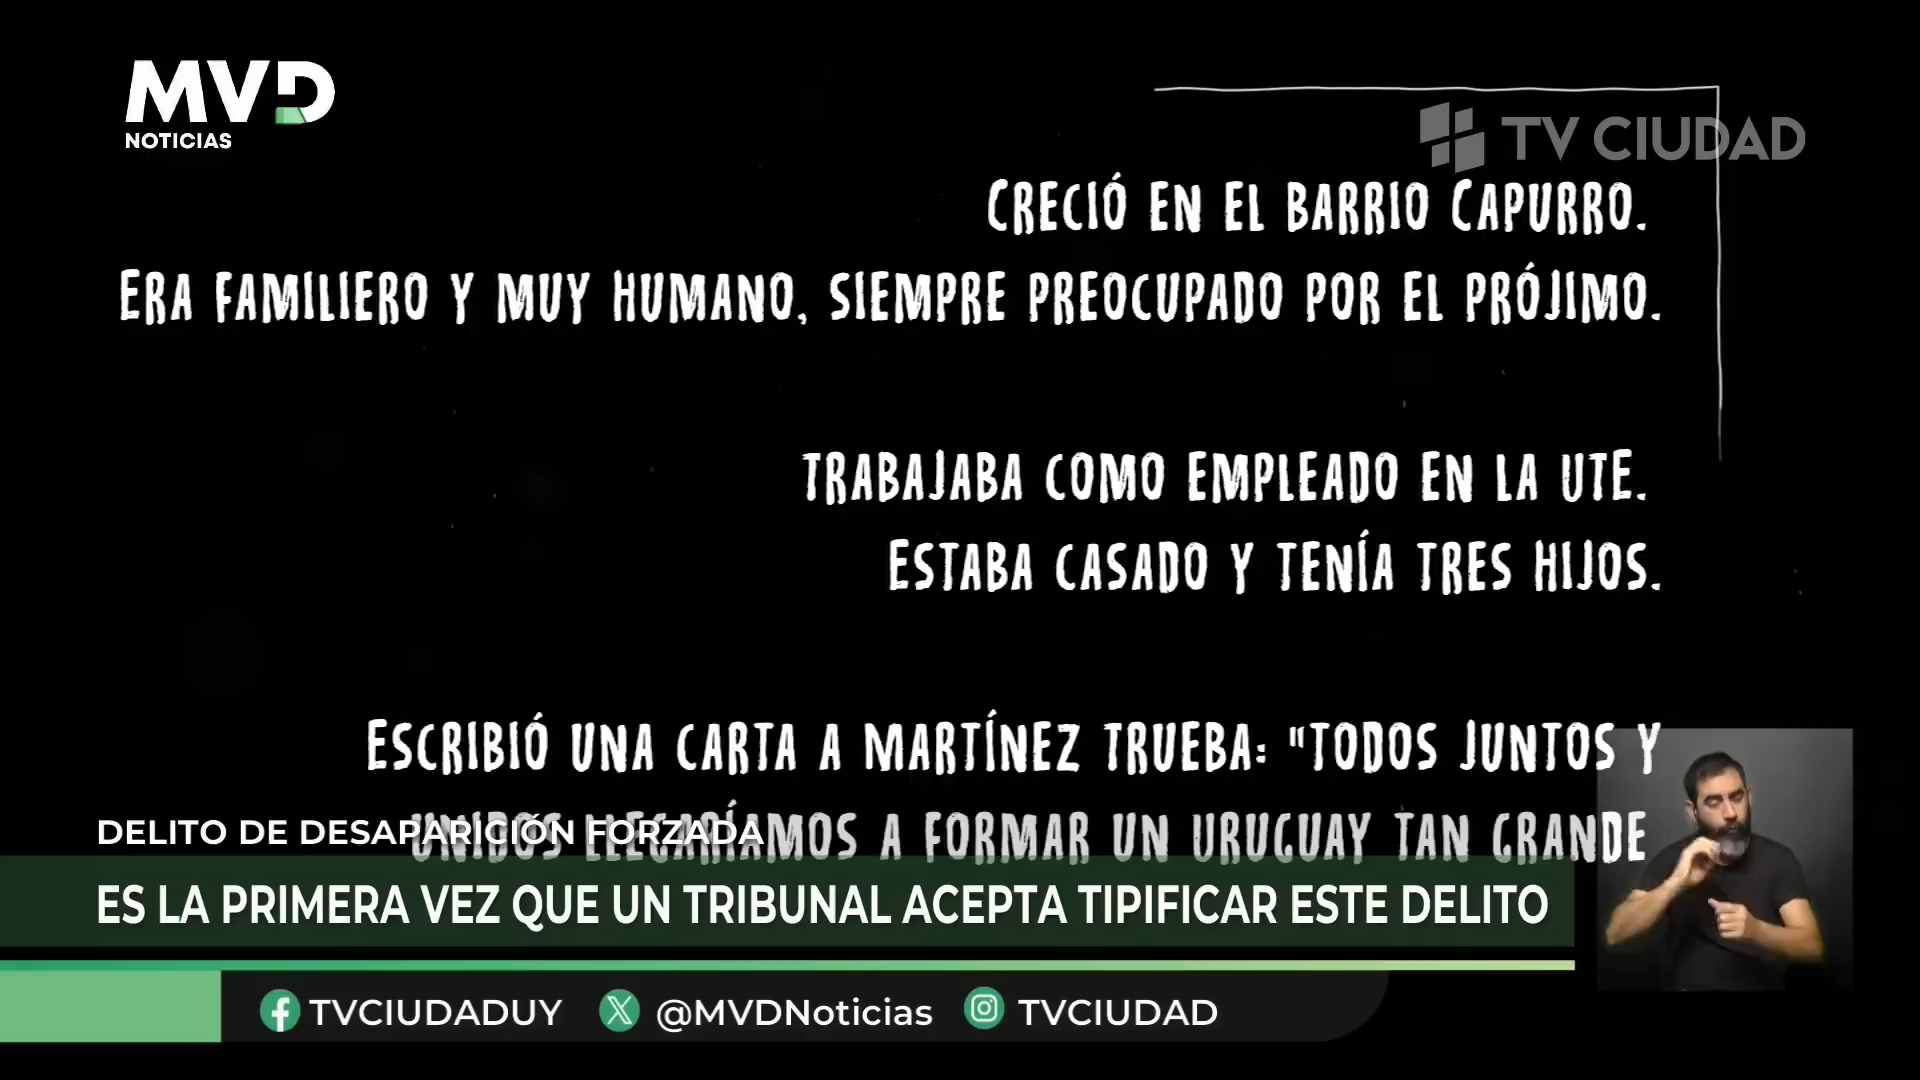 MVD
NOTICIAS
TV CIUDAD
CRECIÓ EN EL BARRIO CAPURRO.
ERA FAMILIERO Y MUY HUMANO, SIEMPRE PREOCUPADO POR EL PRÓJIMO.
TRABAJABA COMO EMPLEADO EN LA UTE.
ESTABA CASADO Y TENÍA TRES HIJOS.
ESCRIBIÓ UNA CARTA A MARTÍNEZ TRUEBA: "TODOS JUNTOS Y
UNIDOS LLEGARÍAMOS A FORMAR UN URUGUAY TAN GRANDE
DELITO DE DESAPARICIÓN FORZADA
ES LA PRIMERA VEZ QUE UN TRIBUNAL ACEPTA TIPIFICAR ESTE DELITO
TVCIUDADUY @MVDNoticias TVCIUDAD